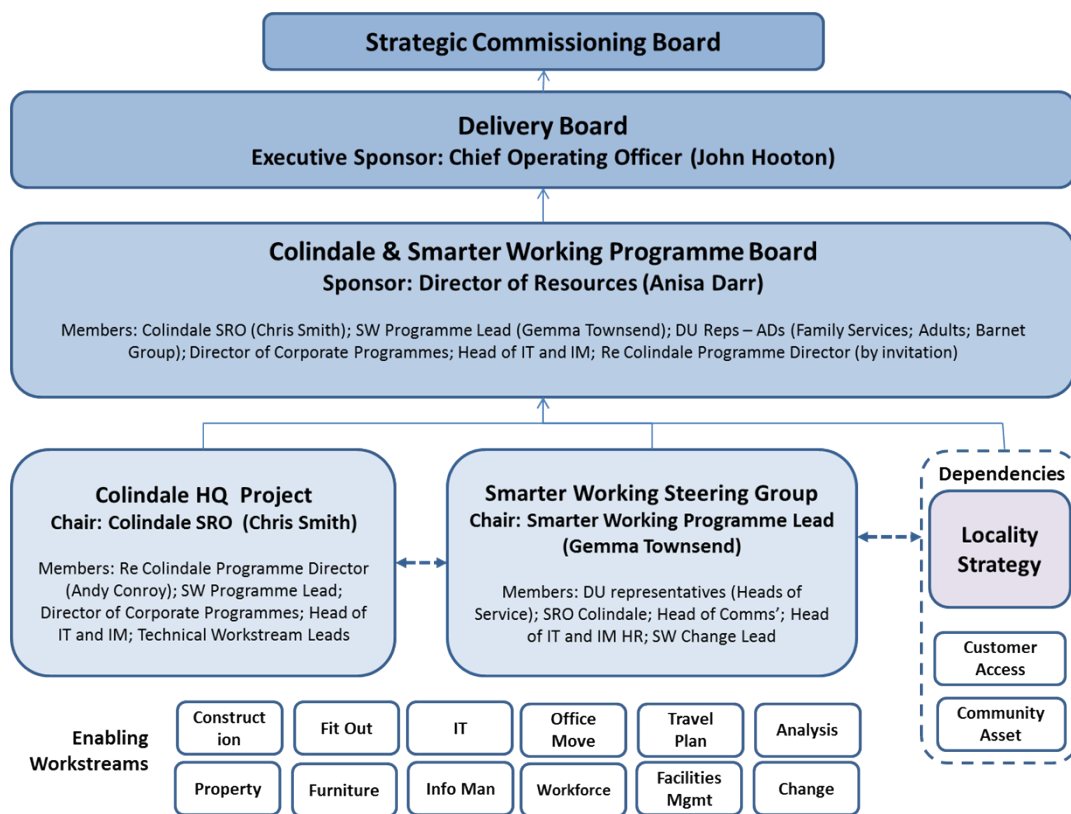 Strategic Commissioning Board
Delivery Board
Executive Sponsor: Chief Operating Officer (John Hooton)
Colindale & Smarter Working Programme Board
Sponsor: Director of Resources (Anisa Darr)
Members: Colindale SRO (Chris Smith); SW Programme Lead (Gemma Townsend); DU Reps – ADs (Family Services; Adults; Barnet
Group); Director of Corporate Programmes; Head of IT and IM; Re Colindale Programme Director (by invitation)
Colindale HQ Project
Chair: Colindale SRO (Chris Smith)
Members: Re Colindale Programme Director
(Andy Conroy); SW Programme Lead;
Director of Corporate Programmes; Head of
IT and IM; Technical Workstream Leads
Smarter Working Steering Group
Chair: Smarter Working Programme Lead
(Gemma Townsend)
Members: DU representatives (Heads of
Service); SRO Colindale; Head of Comms’; Head
of IT and IM HR; SW Change Lead
Dependencies
Locality
Strategy
Customer
Access
Community
Asset
Enabling
Workstreams
Construct
ion
Fit Out
IT
Office
Move
Travel
Plan
Analysis
Property
Furniture
Info Man
Workforce
Facilities
Mgmt
Change